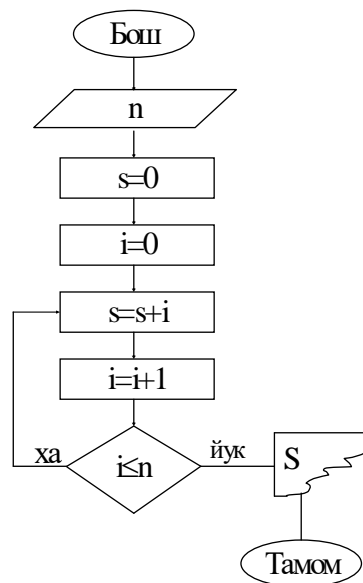 Бош
n
s=0
i=0
s=s+i
i=i+1
ха
i≤n
йук
S
Тамом